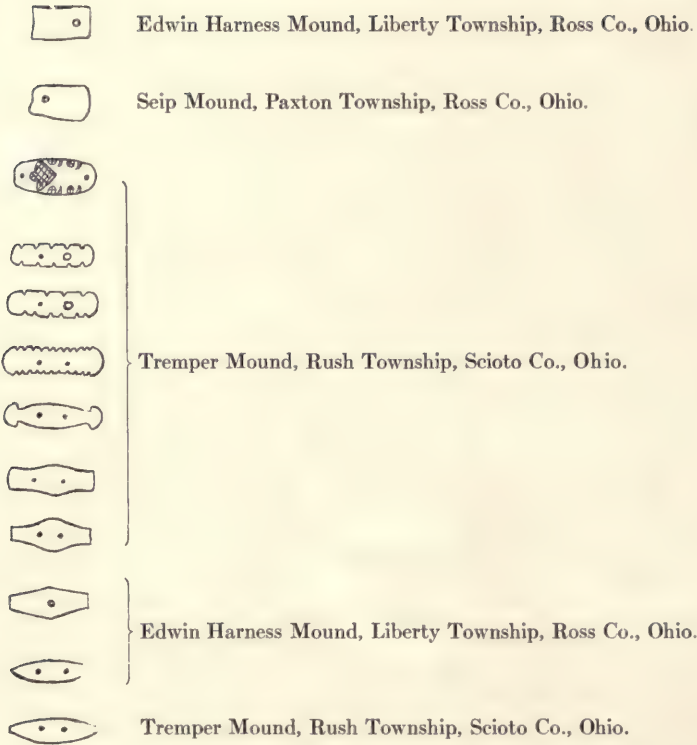 Edwin Harness Mound, Liberty Township, Ross Co., Ohio.
Seip Mound, Paxton Township, Ross Co., Ohio.
Tremper Mound, Rush Township, Scioto Co., Ohio.
Edwin Harness Mound, Liberty Township, Ross Co., Ohio.
Tremper Mound, Rush Township, Scioto Co., Ohio.